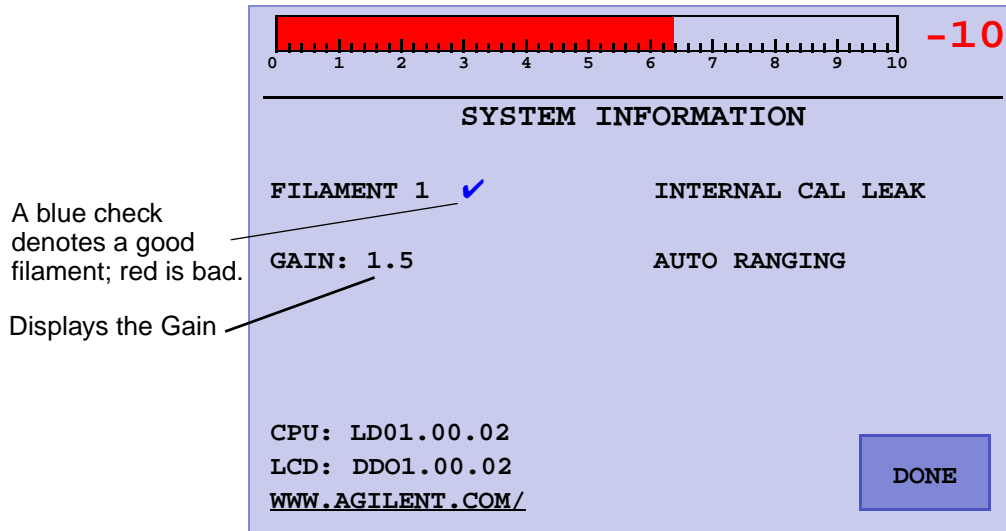 -10
0 1 2 3 4 5 6 7 8 9 10
SYSTEM INFORMATION
FILAMENT 1 ✔ INTERNAL CAL LEAK
A blue check
denotes a good
filament; red is bad.
GAIN: 1.5 AUTO RANGING
Displays the Gain
CPU: LD01.00.02
LCD: DDO1.00.02
WWW.AGILENT.COM/
DONE